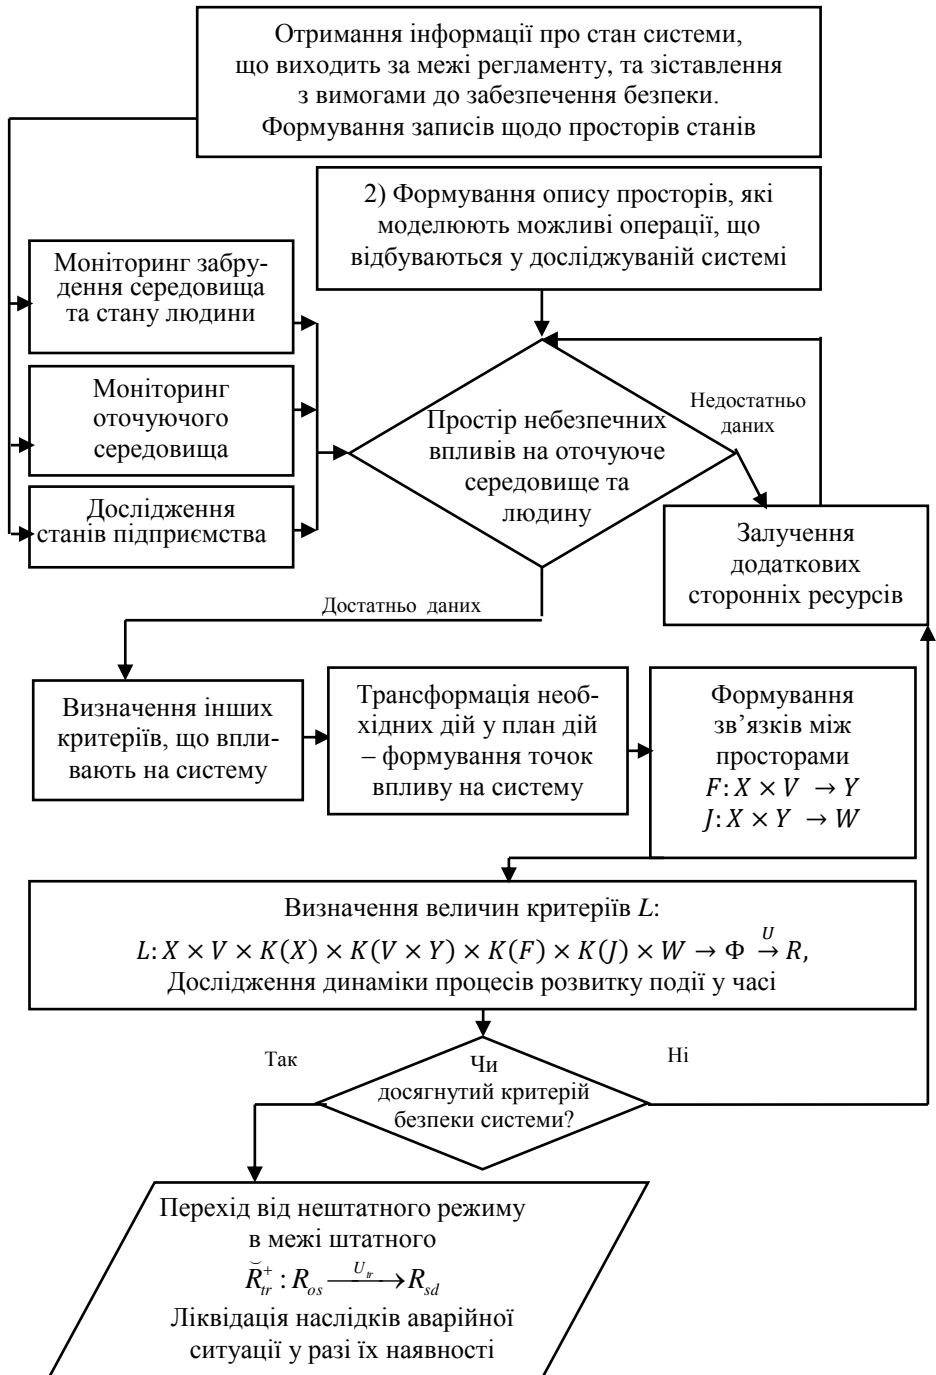 Отримання інформації про стан системи,
що виходить за межі регламенту, та зіставлення
з вимогами до забезпечення безпеки.
Формування записів щодо просторів станів
2) Формування опису просторів, які
моделюють можливі операції, що
відбуваються у досліджуваній системі
Моніторинг забру-
дення середовища
та стану людини
Моніторинг
оточуючого
середовища
Дослідження
станів підприємства
Простір небезпечних
впливів на оточуюче
середовище та
людину
Недостатньо
даних
Залучення
додаткових
сторонніх ресурсів
Достатньо даних
Визначення інших
критеріїв, що впли-
вають на систему
Трансформація необ-
хідних дій у план дій
– формування точок
впливу на систему
Формування
зв’язків між
просторами
F: X × V → Y
J: X × Y → W
Визначення величин критеріїв L:
L: X × V × K(X) × K(V × Y) × K(F) × K(J) × W → Φ →^U R,
Дослідження динаміки процесів розвитку події у часі
Так
Чи
досягнутий критерій
безпеки системи?
Ні
Перехід від нештатного режиму
в межі штатного
R̆_tr^+ : R_os →^{U_tr} R_sd
Ліквідація наслідків аварійної
ситуації у разі їх наявності